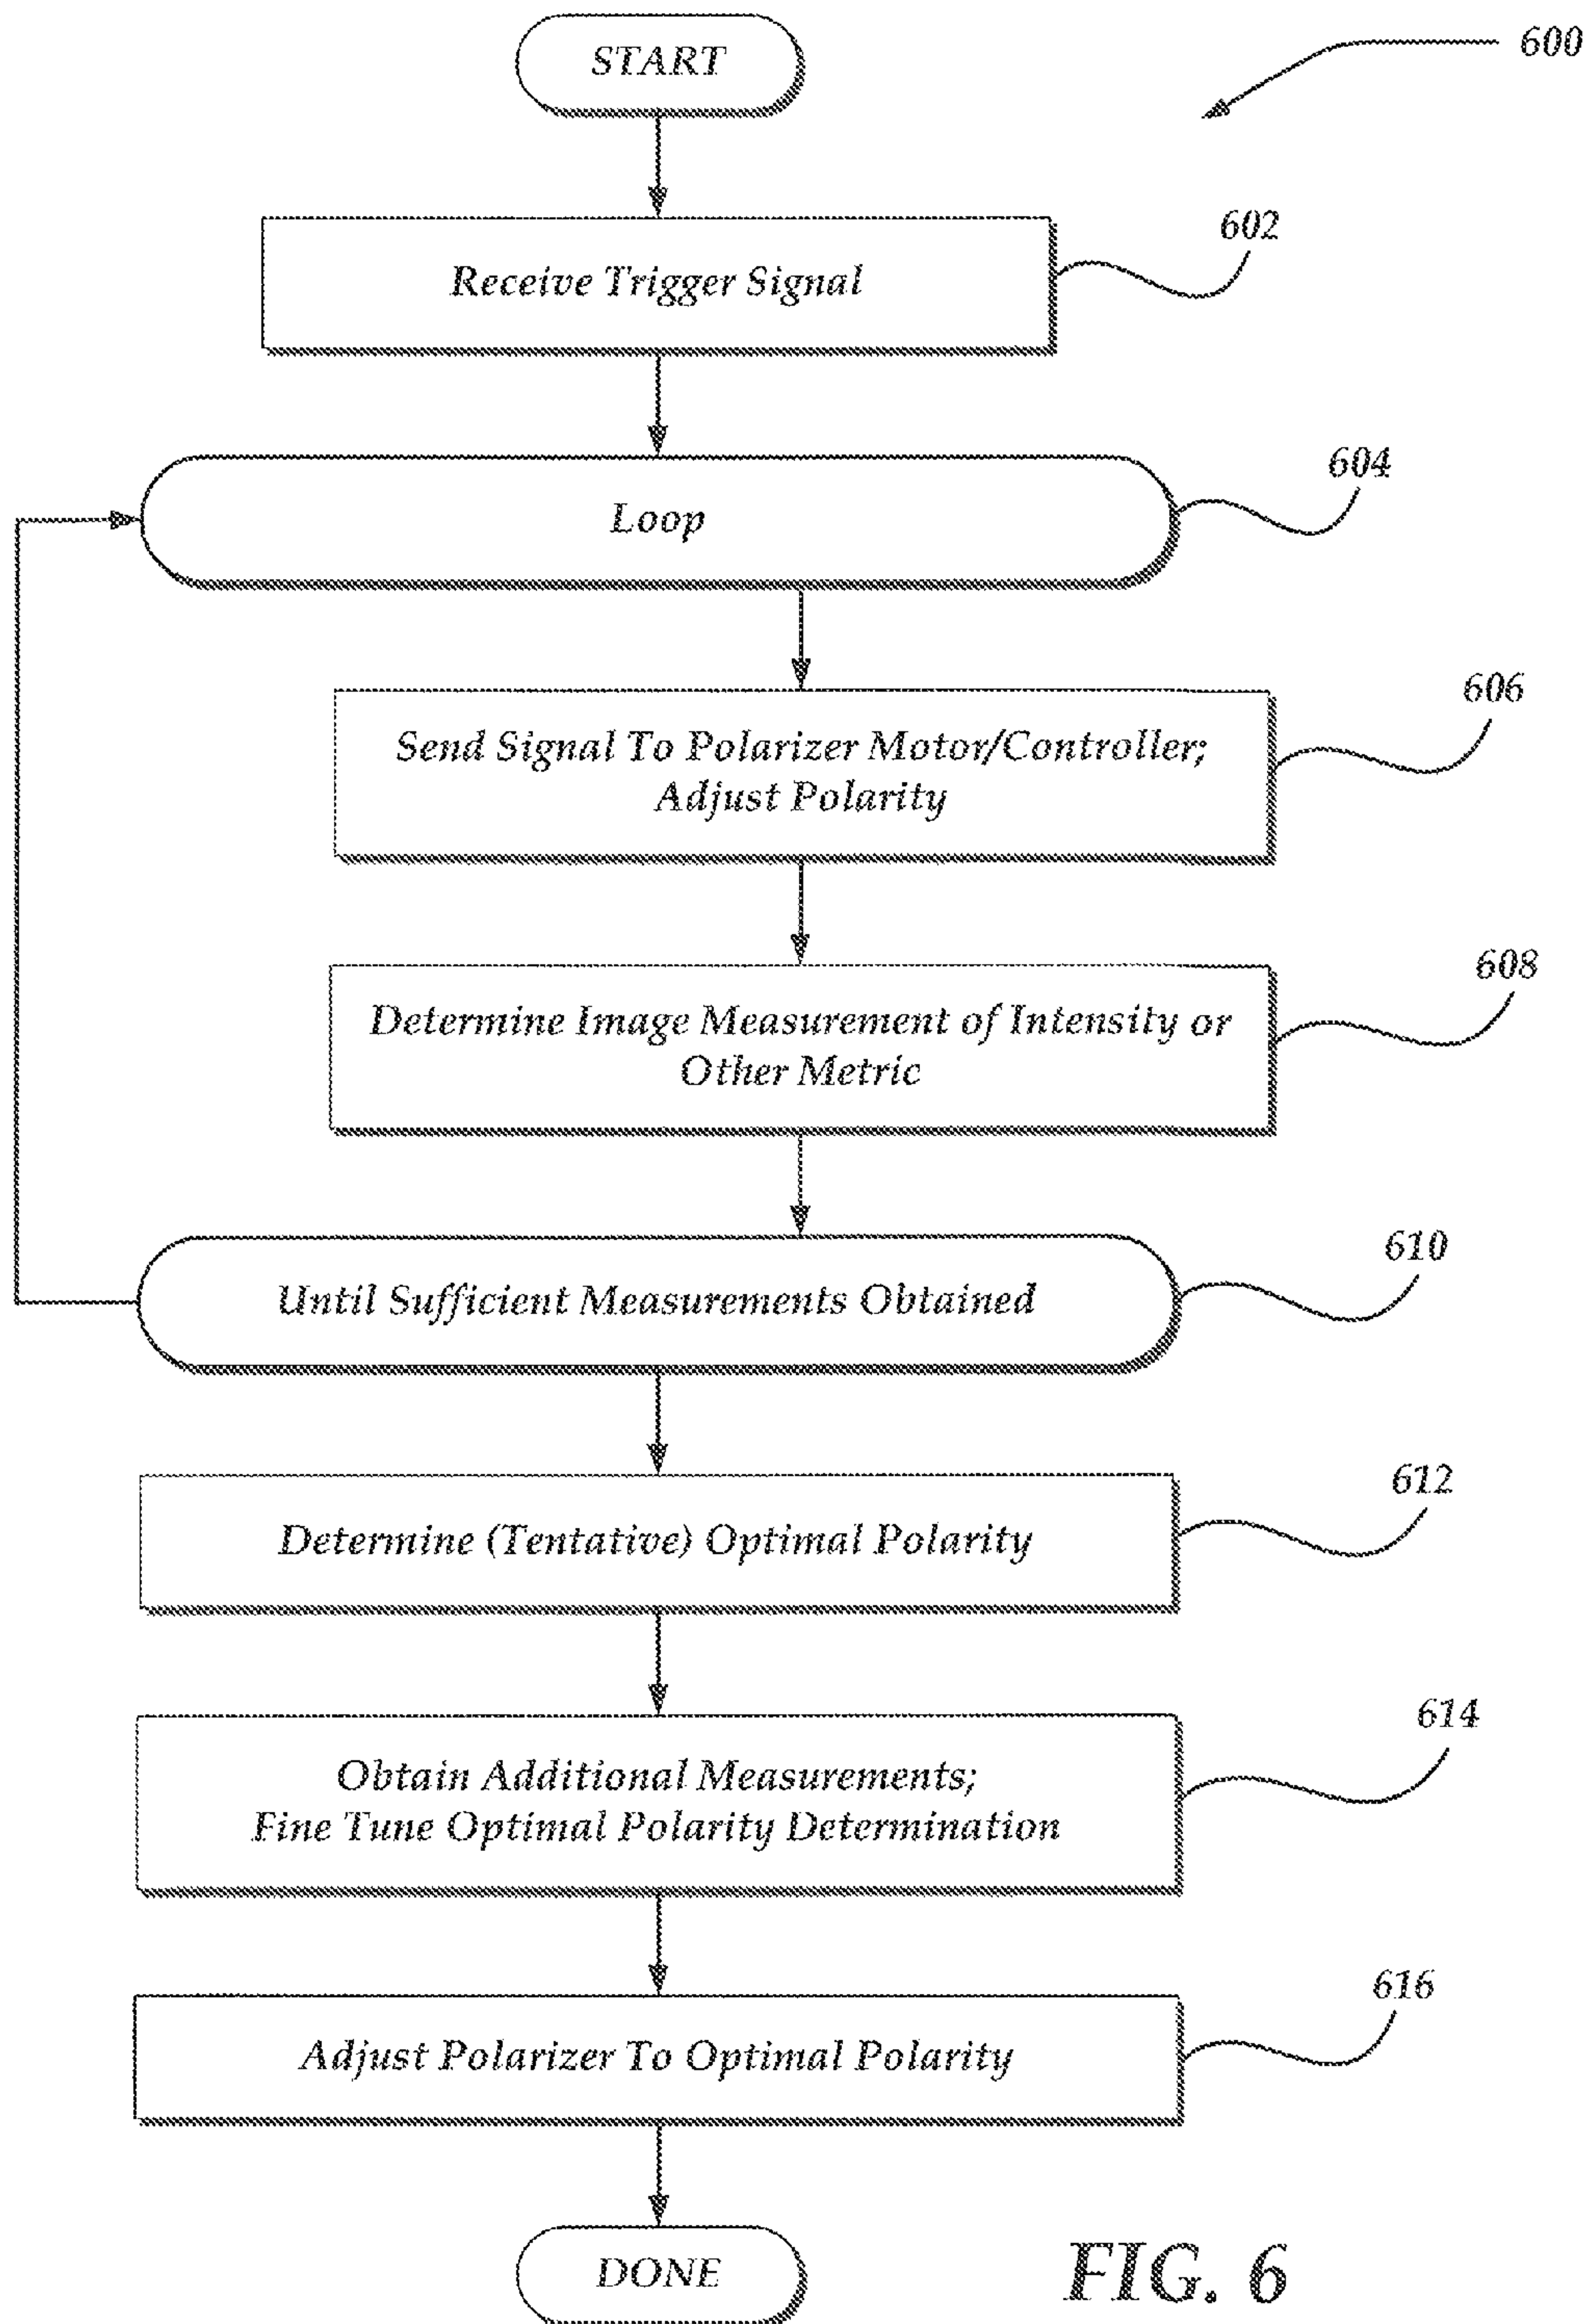 START
600
602
Receive Trigger Signal
604
Loop
606
Send Signal To Polarizer Motor/Controller;
Adjust Polarity
608
Determine Image Measurement of Intensity or
Other Metric
610
Until Sufficient Measurements Obtained
612
Determine (Tentative) Optimal Polarity
614
Obtain Additional Measurements;
Fine Tune Optimal Polarity Determination
616
Adjust Polarizer To Optimal Polarity
DONE
FIG. 6